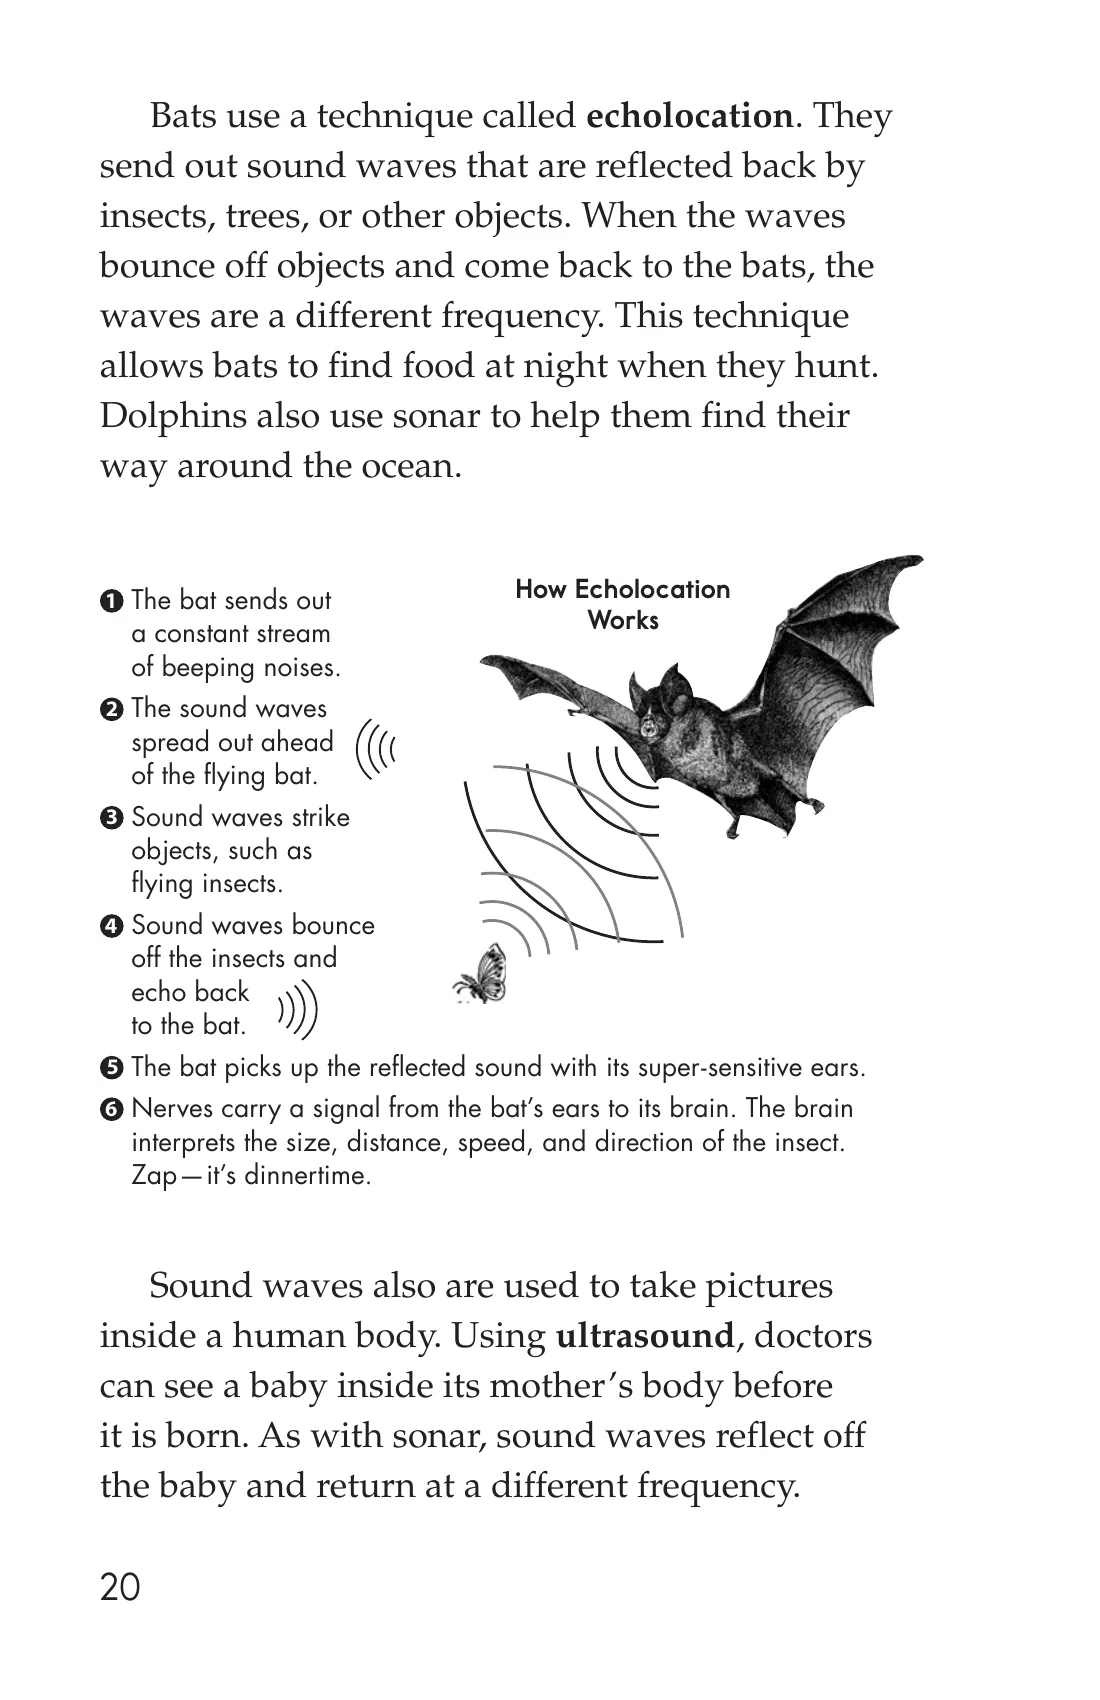 Bats use a technique called echolocation. They
send out sound waves that are reflected back by
insects, trees, or other objects. When the waves
bounce off objects and come back to the bats, the
waves are a different frequency. This technique
allows bats to find food at night when they hunt.
Dolphins also use sonar to help them find their
way around the ocean.
How Echolocation
Works
❶ The bat sends out
a constant stream
of beeping noises.
❷ The sound waves
spread out ahead
of the flying bat.
❸ Sound waves strike
objects, such as
flying insects.
❹ Sound waves bounce
off the insects and
echo back
to the bat.
❺ The bat picks up the reflected sound with its super-sensitive ears.
❻ Nerves carry a signal from the bat’s ears to its brain. The brain
interprets the size, distance, speed, and direction of the insect.
Zap — it’s dinnertime.
Sound waves also are used to take pictures
inside a human body. Using ultrasound, doctors
can see a baby inside its mother’s body before
it is born. As with sonar, sound waves reflect off
the baby and return at a different frequency.
20